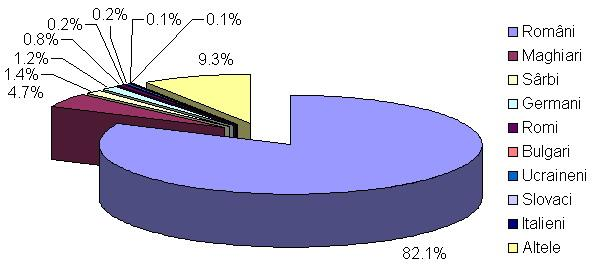 0.2%
0.1%
0.1%
0.2%
0.8%
1.2%
1.4%
4.7%
9.3%
82.1%
Români
Maghiari
Sârbi
Germani
Romi
Bulgari
Ucraineni
Slovaci
Italieni
Altele